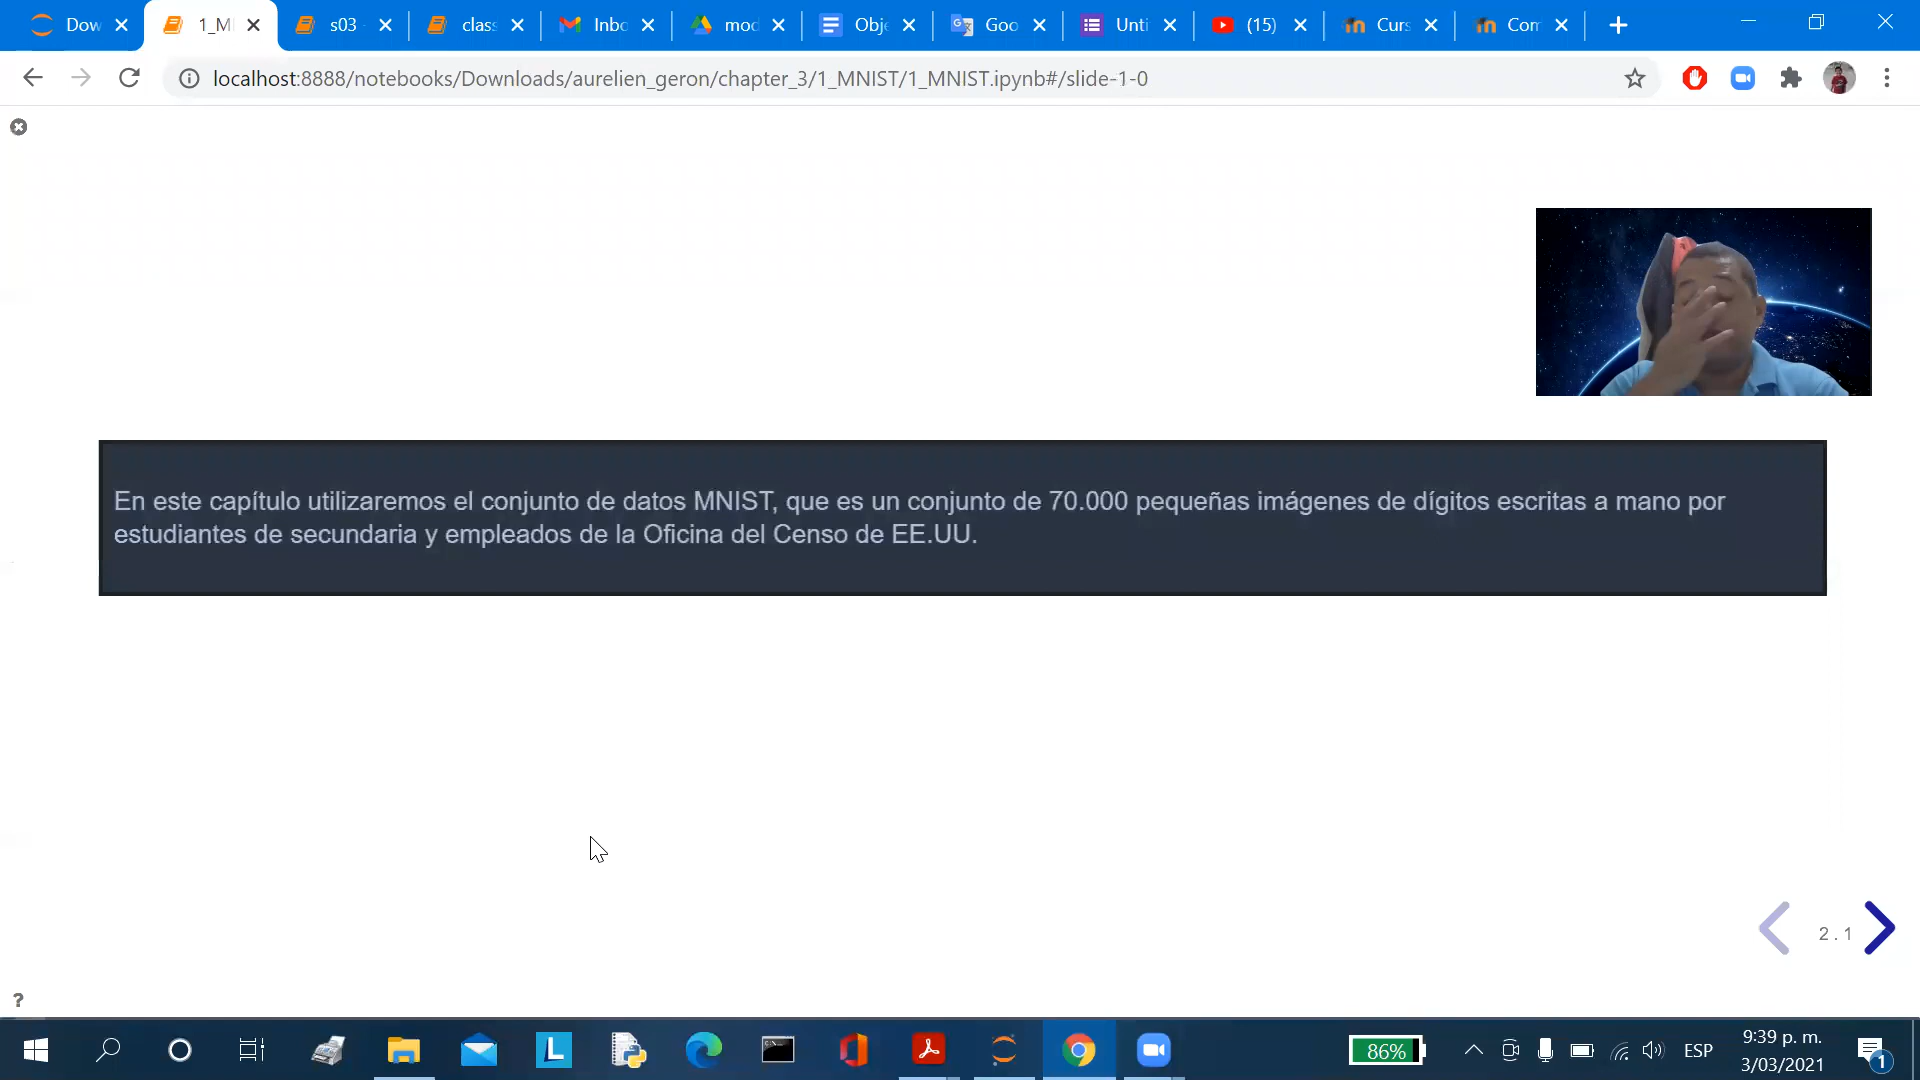 Dow
1_M
s03
clas
Inbo
mod
Obje
Goo
Unti
(15)
Curs
Com
localhost:8888/notebooks/Downloads/aurelien_geron/chapter_3/1_MNIST/1_MNIST.ipynb#/slide-1-0
En este capítulo utilizaremos el conjunto de datos MNIST, que es un conjunto de 70.000 pequeñas imágenes de dígitos escritas a mano por
estudiantes de secundaria y empleados de la Oficina del Censo de EE.UU.
2.1
?
L
86%
ESP
9:39 p. m.
3/03/2021
1